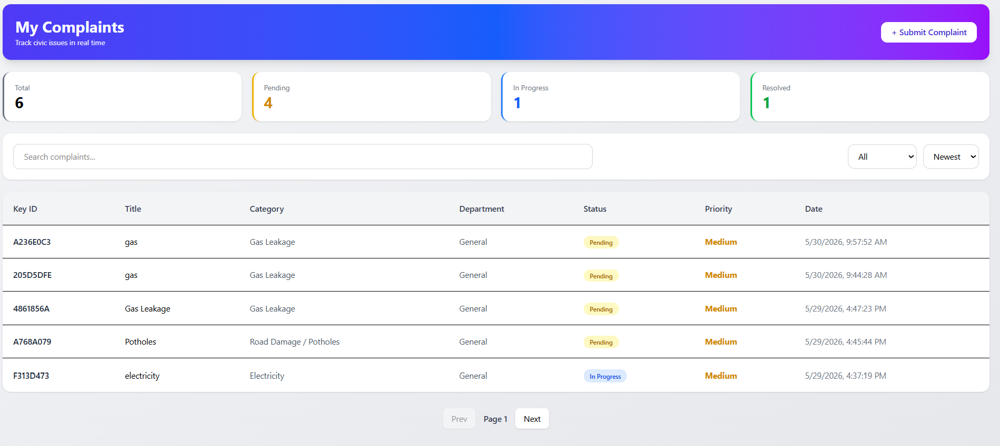 My Complaints
Track civic issues in real time
+ Submit Complaint
Total
6
Pending
4
In Progress
1
Resolved
1
Search complaints...
All
Newest
Key ID Title Category Department Status Priority Date
A236E0C3 gas Gas Leakage General Pending Medium 5/30/2026, 9:57:52 AM
205D5DFE gas Gas Leakage General Pending Medium 5/30/2026, 9:44:28 AM
4861856A Gas Leakage Gas Leakage General Pending Medium 5/29/2026, 4:47:23 PM
A768A079 Potholes Road Damage / Potholes General Pending Medium 5/29/2026, 4:45:44 PM
F313D473 electricity Electricity General In Progress Medium 5/29/2026, 4:37:19 PM
Prev Page 1 Next